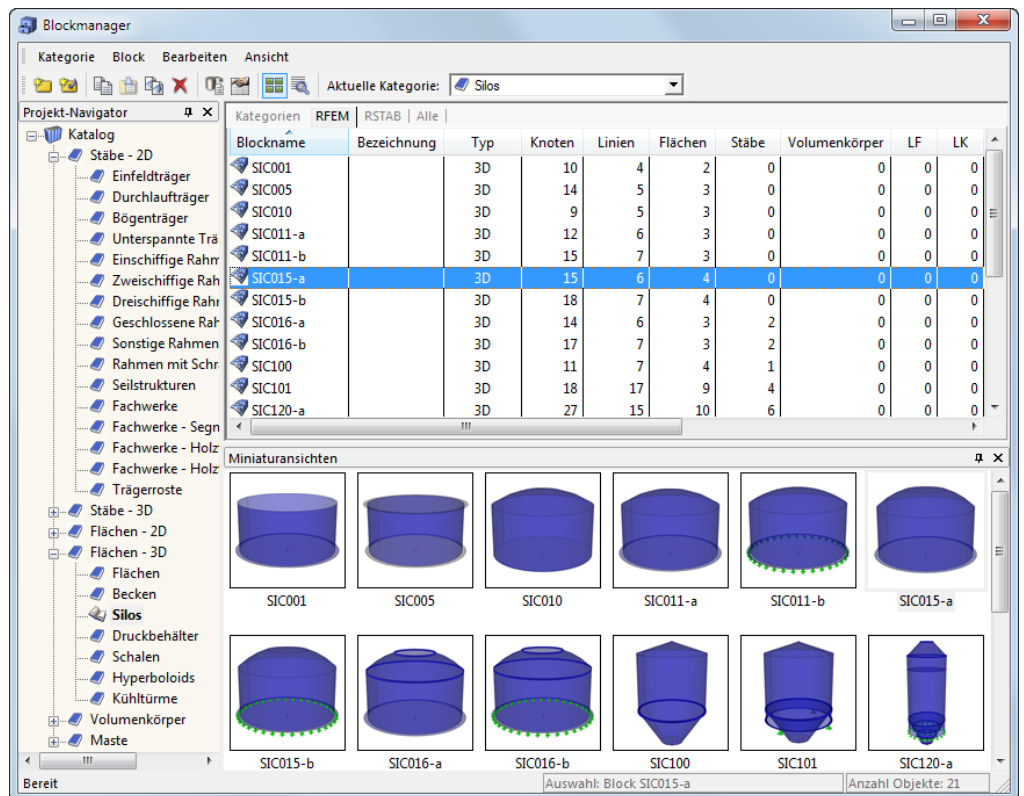 Blockmanager
Kategorie Block Bearbeiten Ansicht
Aktuelle Kategorie: Silos
Projekt-Navigator
Katalog
Stäbe - 2D
Einfeldträger
Durchlaufträger
Bögenträger
Unterspannte Trä
Einschiffige Rahm
Zweischiffige Rah
Dreischiffige Rahr
Geschlossene Rah
Sonstige Rahmen
Rahmen mit Schr
Seilstrukturen
Fachwerke
Fachwerke - Segn
Fachwerke - Holz
Fachwerke - Holz
Trägerroste
Stäbe - 3D
Flächen - 2D
Flächen - 3D
Flächen
Becken
Silos
Druckbehälter
Schalen
Hyperboloids
Kühltürme
Volumenkörper
Maste
Kategorien RFEM RSTAB Alle
Blockname Bezeichnung Typ Knoten Linien Flächen Stäbe Volumenkörper LF LK
SIC001 3D 10 4 2 0 0 0 0
SIC005 3D 14 5 3 0 0 0 0
SIC010 3D 9 5 3 0 0 0 0
SIC011-a 3D 12 6 3 0 0 0 0
SIC011-b 3D 15 7 3 0 0 0 0
SIC015-a 3D 15 6 4 0 0 0 0
SIC015-b 3D 18 7 4 0 0 0 0
SIC016-a 3D 14 6 3 2 0 0 0
SIC016-b 3D 17 7 3 2 0 0 0
SIC100 3D 11 7 4 1 0 0 0
SIC101 3D 18 17 9 4 0 0 0
SIC120-a 3D 27 15 10 6 0 0 0
Miniaturansichten
SIC001 SIC005 SIC010 SIC011-a SIC011-b SIC015-a
SIC015-b SIC016-a SIC016-b SIC100 SIC101 SIC120-a
Bereit Auswahl: Block SIC015-a Anzahl Objekte: 21